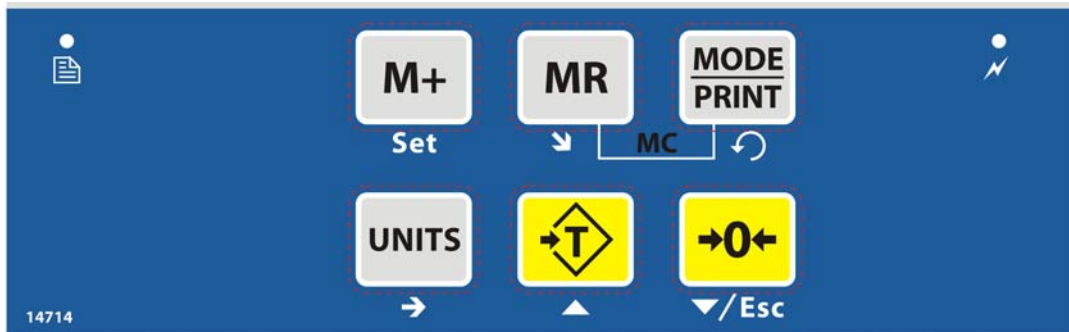 M+
MR
MODE
PRINT
Set
MC
UNITS
T
0
/Esc
14714